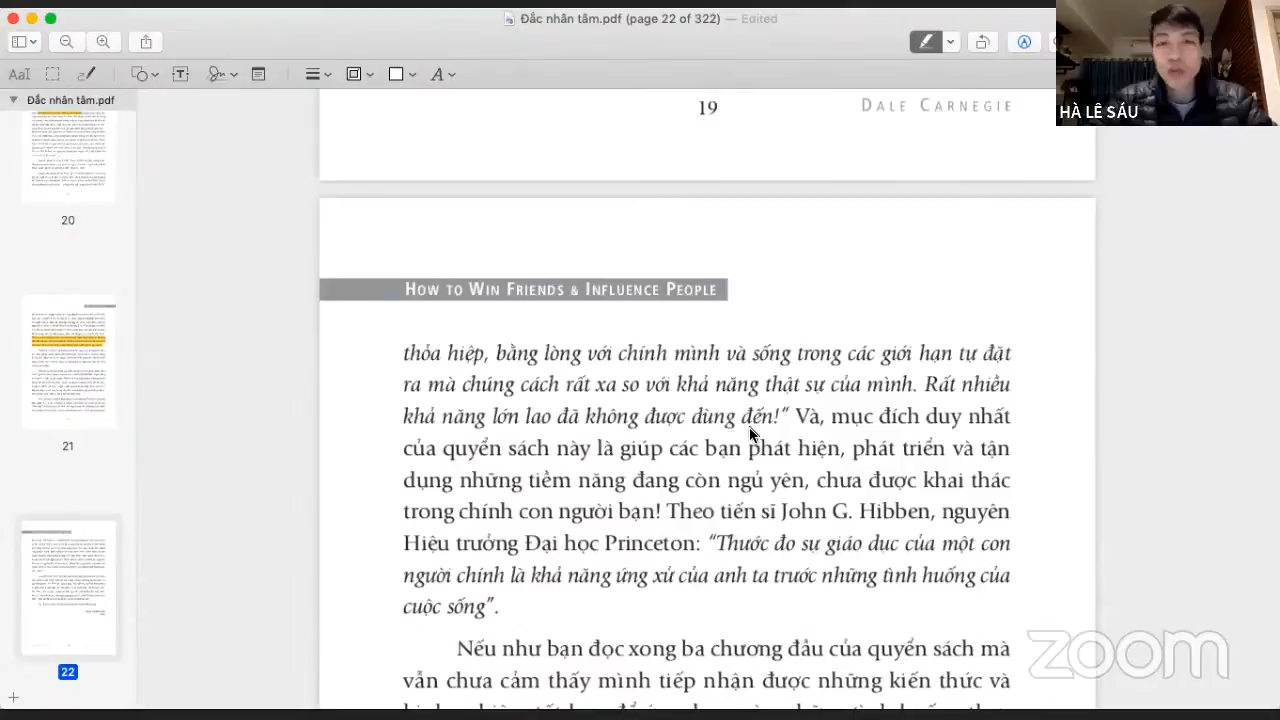 Đắc nhân tâm.pdf (page 22 of 322) — Edited
HÀ LÊ SÁU
Đắc nhân tâm.pdf
20
21
22
19
DALE CARNEGIE
HOW TO WIN FRIENDS & INFLUENCE PEOPLE
thỏa hiệp, bằng lòng với chính mình và sống trong các giới hạn tự đặt
ra mà chúng cách rất xa so với khả năng thật sự của mình. Rất nhiều
khả năng lớn lao đã không được dùng đến!” Và, mục đích duy nhất
của quyển sách này là giúp các bạn phát hiện, phát triển và tận
dụng những tiềm năng đang còn ngủ yên, chưa được khai thác
trong chính con người bạn! Theo tiến sĩ John G. Hibben, nguyên
Hiệu trưởng Đại học Princeton: “Thước đo sự giáo dục của một con
người chính là khả năng ứng xử của anh ta trước những tình huống của
cuộc sống”.
Nếu như bạn đọc xong ba chương đầu của quyển sách mà
vẫn chưa cảm thấy mình tiếp nhận được những kiến thức và
zoom